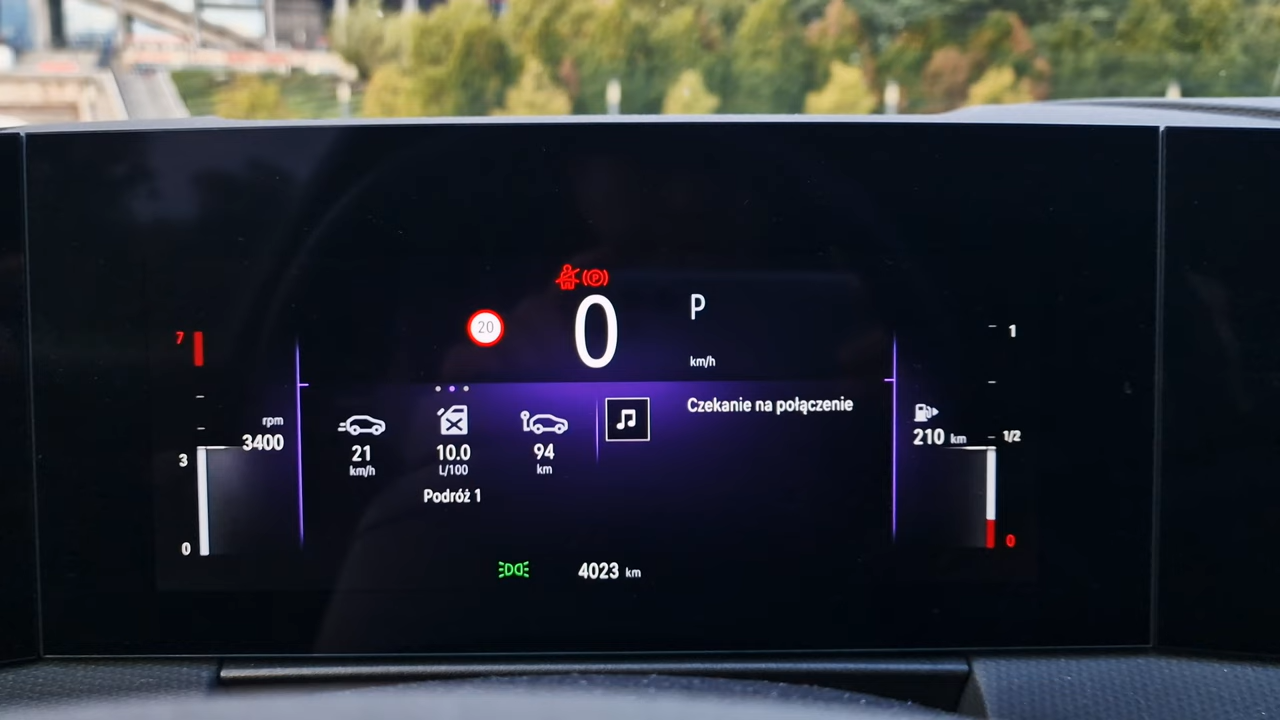 P
20
0
P
km/h
7
rpm
3400
3
0
21
km/h
10.0
L/100
94
km
Podróż 1
Czekanie na połączenie
1
210 km
1/2
0
4023 km